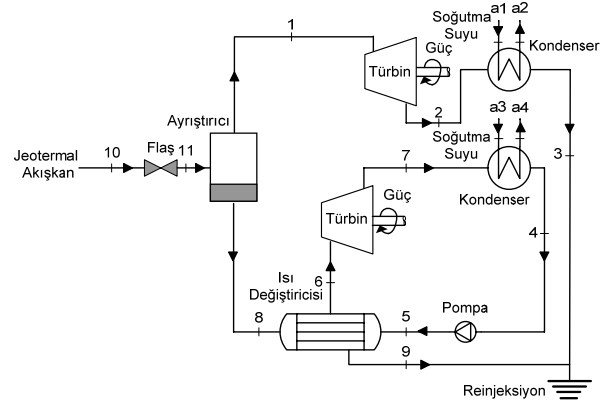 1
a1 a2
Soğutma
Suyu
Kondenser
Güç
Türbin
2
a3 a4
Soğutma
Suyu
Kondenser
3
Ayrıştırıcı
Flaş
Jeotermal
Akışkan
10
11
7
Güç
Türbin
4
6
Isı
Değiştiricisi
8
5
Pompa
9
Reinjeksiyon